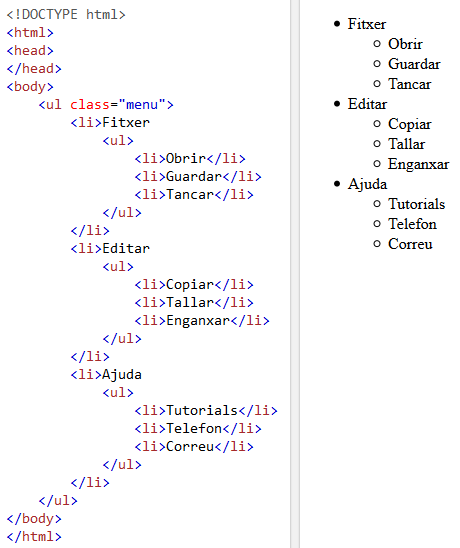 <!DOCTYPE html>
<html>
<head>
</head>
<body>
    <ul class="menu">
        <li>Fitxer
            <ul>
                <li>Obrir</li>
                <li>Guardar</li>
                <li>Tancar</li>
            </ul>
        </li>
        <li>Editar
            <ul>
                <li>Copiar</li>
                <li>Tallar</li>
                <li>Enganxar</li>
            </ul>
        </li>
        <li>Ajuda
            <ul>
                <li>Tutorials</li>
                <li>Telefon</li>
                <li>Correu</li>
            </ul>
        </li>
    </ul>
</body>
</html>
Fitxer
Obrir
Guardar
Tancar
Editar
Copiar
Tallar
Enganxar
Ajuda
Tutorials
Telefon
Correu